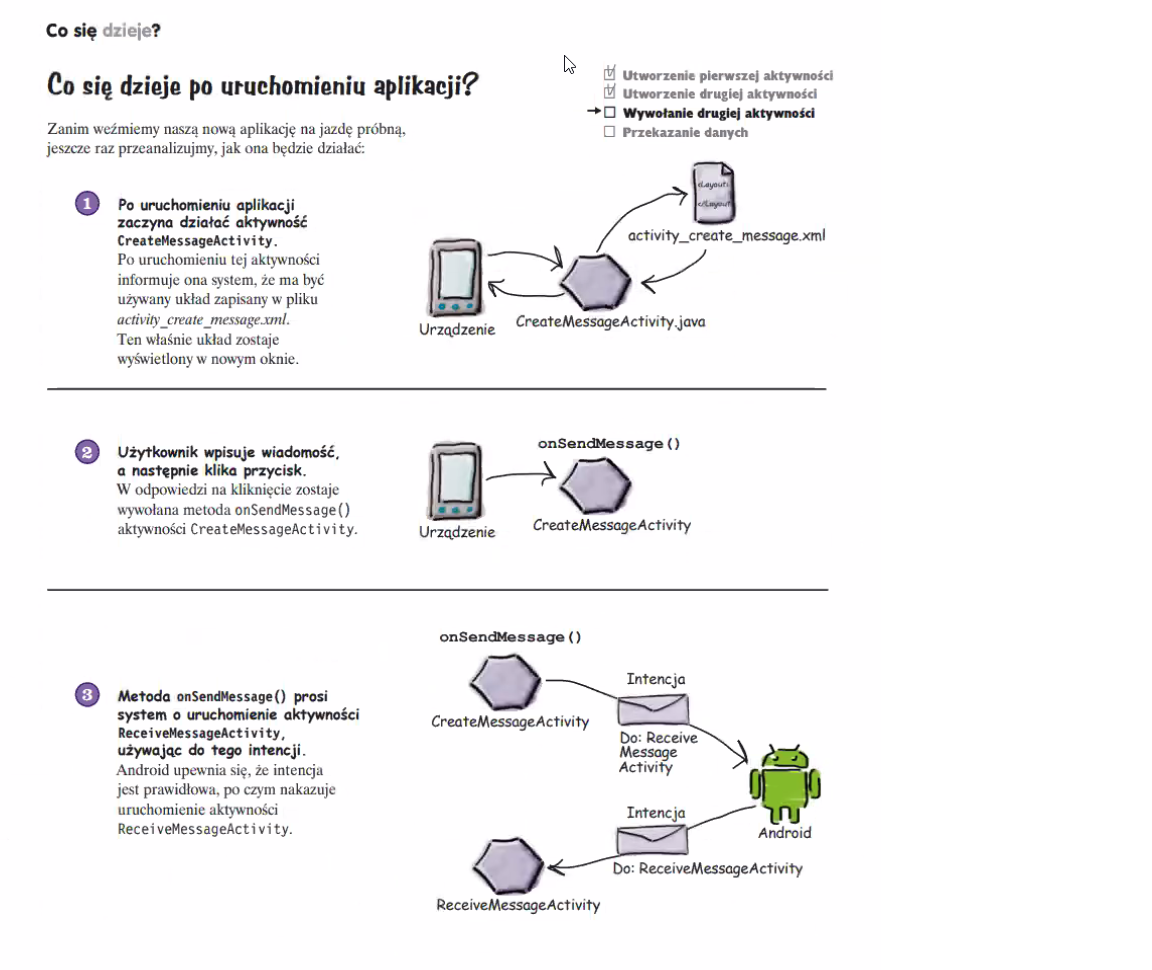 Co się dzieje?
Co się dzieje po uruchomieniu aplikacji?
Utworzenie pierwszej aktywności
Utworzenie drugiej aktywności
Wywołanie drugiej aktywności
Przekazanie danych
Zanim weźmiemy naszą nową aplikację na jazdę próbną,
jeszcze raz przeanalizujmy, jak ona będzie działać:
1
Po uruchomieniu aplikacji
zaczyna działać aktywność
CreateMessageActivity.
Po uruchomieniu tej aktywności
informuje ona system, że ma być
używany układ zapisany w pliku
activity_create_message.xml.
Ten właśnie układ zostaje
wyświetlony w nowym oknie.
<Layout>
</Layout>
activity_create_message.xml
Urządzenie
CreateMessageActivity.java
2
Użytkownik wpisuje wiadomość,
a następnie klika przycisk.
W odpowiedzi na kliknięcie zostaje
wywołana metoda onSendMessage()
aktywności CreateMessageActivity.
onSendMessage()
Urządzenie
CreateMessageActivity
3
Metoda onSendMessage() prosi
system o uruchomienie aktywności
ReceiveMessageActivity,
używając do tego intencji.
Android upewnia się, że intencja
jest prawidłowa, po czym nakazuje
uruchomienie aktywności
ReceiveMessageActivity.
onSendMessage()
CreateMessageActivity
Intencja
Do: Receive
Message
Activity
Android
Intencja
Do: ReceiveMessageActivity
ReceiveMessageActivity